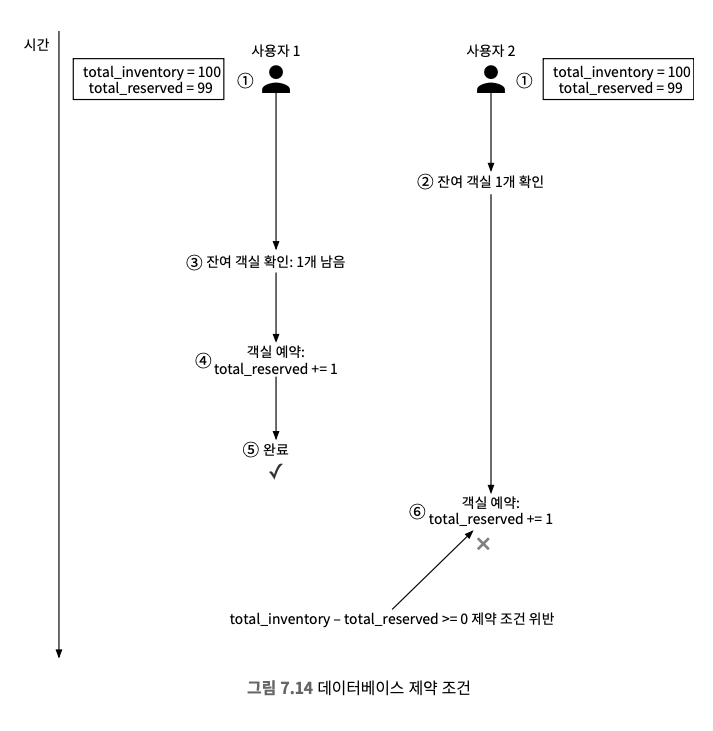 시간
사용자 1
사용자 2
total_inventory = 100
total_reserved = 99
①
①
total_inventory = 100
total_reserved = 99
② 잔여 객실 1개 확인
③ 잔여 객실 확인: 1개 남음
④ 객실 예약:
total_reserved += 1
⑤ 완료
⑥ 객실 예약:
total_reserved += 1
total_inventory – total_reserved >= 0 제약 조건 위반
그림 7.14 데이터베이스 제약 조건